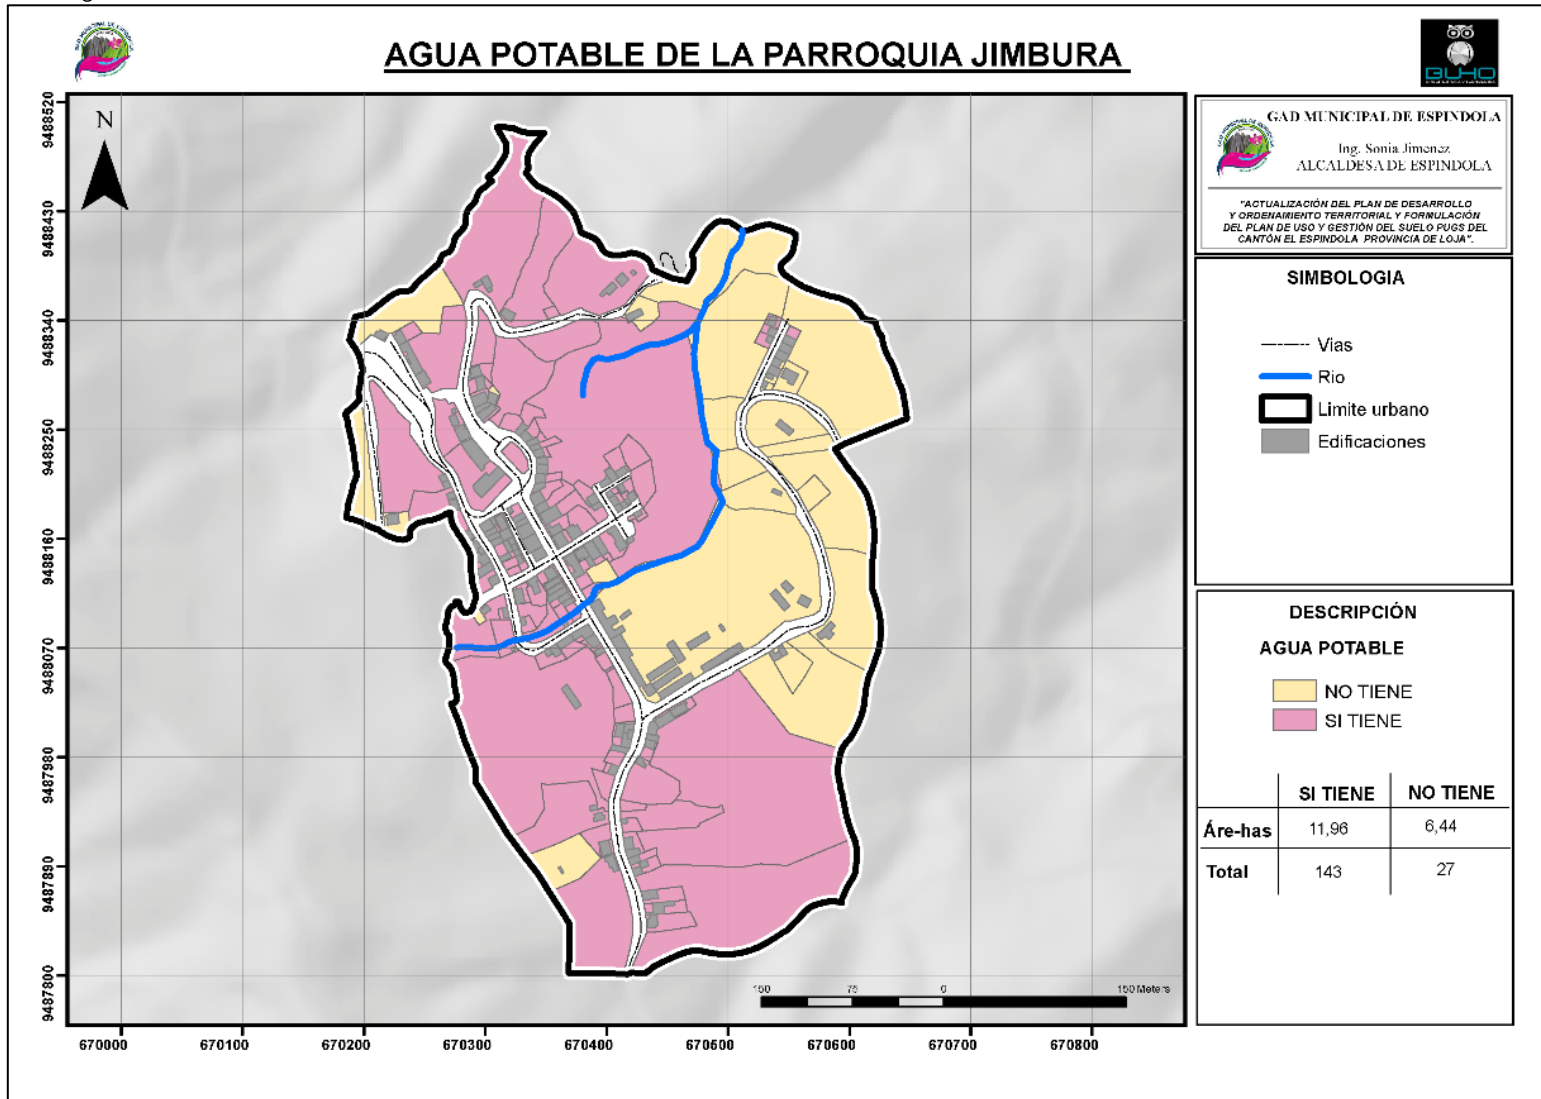 AGUA POTABLE DE LA PARROQUIA JIMBURA
BUHO
GAD MUNICIPAL DE ESPINDOLA
Ing. Sonia Jimenez
ALCALDESA DE ESPINDOLA
"ACTUALIZACIÓN DEL PLAN DE DESARROLLO
Y ORDENAMIENTO TERRITORIAL Y FORMULACIÓN
DEL PLAN DE USO Y GESTIÓN DEL SUELO PUGS DEL
CANTÓN EL ESPINDOLA PROVINCIA DE LOJA".
SIMBOLOGIA
Vias
Rio
Limite urbano
Edificaciones
DESCRIPCIÓN
AGUA POTABLE
NO TIENE
SI TIENE
SI TIENE NO TIENE
Áre-has 11,96 6,44
Total 143 27
N
9488520
9488430
9488340
9488250
9488160
9488070
9487980
9487890
9487800
150 75 0 150 Meters
670000 670100 670200 670300 670400 670500 670600 670700 670800